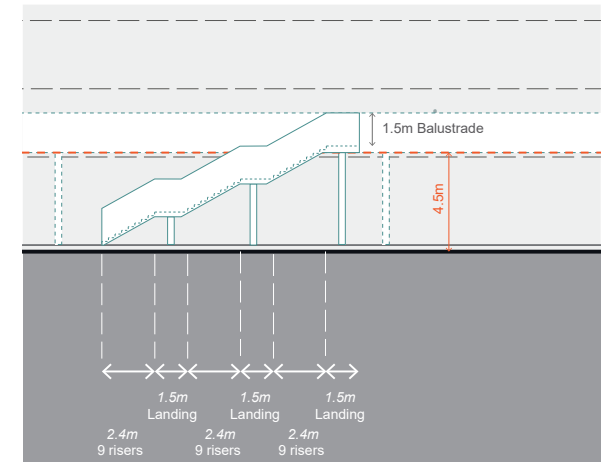 1.5m Balustrade
4.5m
1.5m
Landing
1.5m
Landing
1.5m
Landing
2.4m
9 risers
2.4m
9 risers
2.4m
9 risers